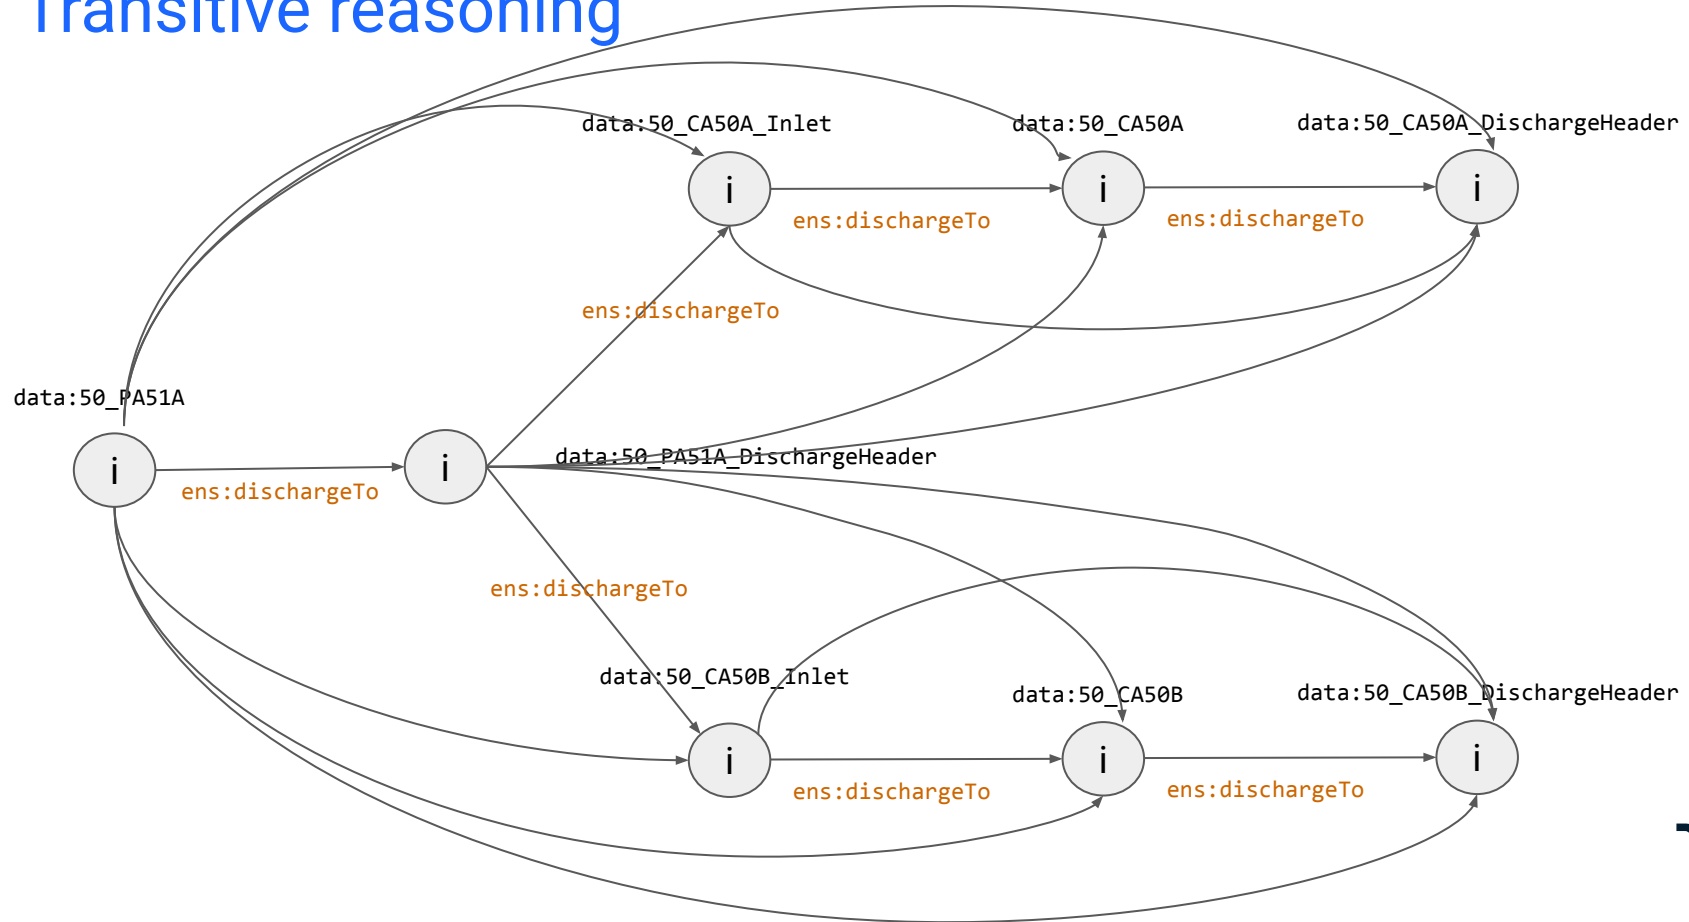 Transitive reasoning
data:50_CA50A_Inlet
data:50_CA50A
data:50_CA50A_DischargeHeader
i
i
i
ens:dischargeTo
ens:dischargeTo
ens:dischargeTo
data:50_PA51A
i
i
data:50_PA51A_DischargeHeader
ens:dischargeTo
ens:dischargeTo
data:50_CA50B_Inlet
data:50_CA50B
data:50_CA50B_DischargeHeader
i
i
i
ens:dischargeTo
ens:dischargeTo